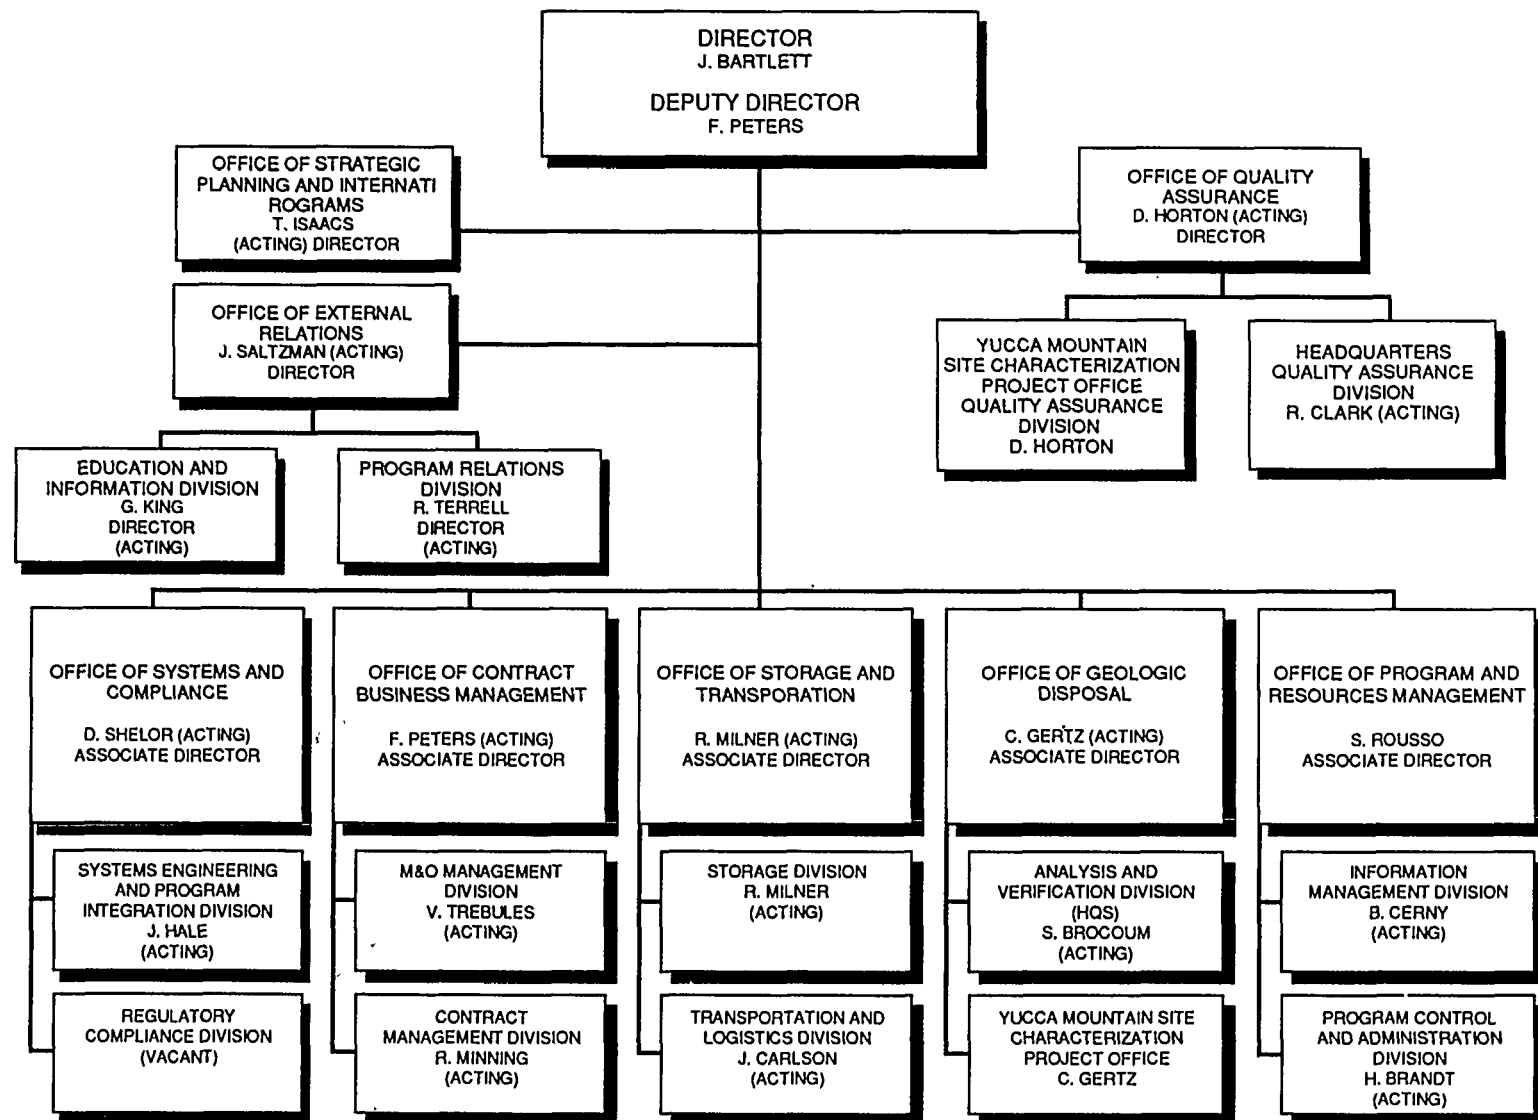 DIRECTOR
J. BARTLETT
DEPUTY DIRECTOR
F. PETERS
OFFICE OF STRATEGIC
PLANNING AND INTERNATI
ROGRAMS
T. ISAACS
(ACTING) DIRECTOR
OFFICE OF QUALITY
ASSURANCE
D. HORTON (ACTING)
DIRECTOR
OFFICE OF EXTERNAL
RELATIONS
J. SALTZMAN (ACTING)
DIRECTOR
YUCCA MOUNTAIN
SITE CHARACTERIZATION
PROJECT OFFICE
QUALITY ASSURANCE
DIVISION
D. HORTON
HEADQUARTERS
QUALITY ASSURANCE
DIVISION
R. CLARK (ACTING)
EDUCATION AND
INFORMATION DIVISION
G. KING
DIRECTOR
(ACTING)
PROGRAM RELATIONS
DIVISION
R. TERRELL
DIRECTOR
(ACTING)
OFFICE OF SYSTEMS AND
COMPLIANCE
D. SHELOR (ACTING)
ASSOCIATE DIRECTOR
OFFICE OF CONTRACT
BUSINESS MANAGEMENT
F. PETERS (ACTING)
ASSOCIATE DIRECTOR
OFFICE OF STORAGE AND
TRANSPORATION
R. MILNER (ACTING)
ASSOCIATE DIRECTOR
OFFICE OF GEOLOGIC
DISPOSAL
C. GERTZ (ACTING)
ASSOCIATE DIRECTOR
OFFICE OF PROGRAM AND
RESOURCES MANAGEMENT
S. ROUSSO
ASSOCIATE DIRECTOR
SYSTEMS ENGINEERING
AND PROGRAM
INTEGRATION DIVISION
J. HALE
(ACTING)
M&O MANAGEMENT
DIVISION
V. TREBULES
(ACTING)
STORAGE DIVISION
R. MILNER
(ACTING)
ANALYSIS AND
VERIFICATION DIVISION
(HQS)
S. BROCOUM
(ACTING)
INFORMATION
MANAGEMENT DIVISION
B. CERNY
(ACTING)
REGULATORY
COMPLIANCE DIVISION
(VACANT)
CONTRACT
MANAGEMENT DIVISION
R. MINNING
(ACTING)
TRANSPORTATION AND
LOGISTICS DIVISION
J. CARLSON
(ACTING)
YUCCA MOUNTAIN SITE
CHARACTERIZATION
PROJECT OFFICE
C. GERTZ
PROGRAM CONTROL
AND ADMINISTRATION
DIVISION
H. BRANDT
(ACTING)